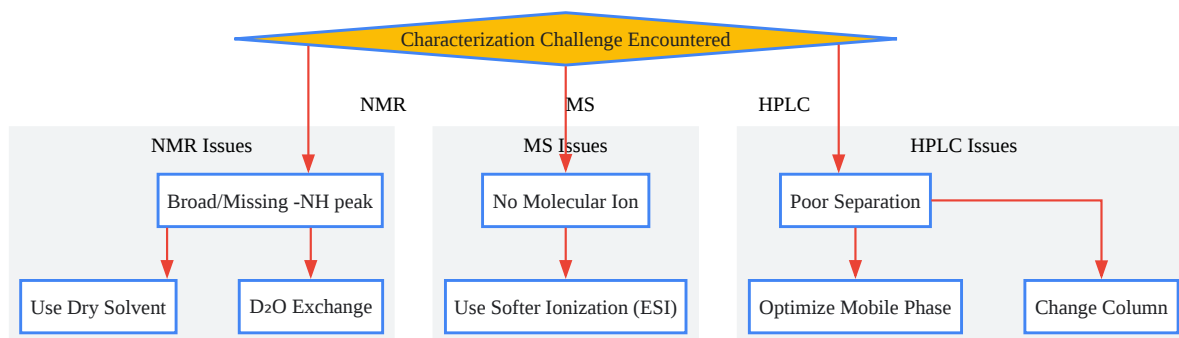 Characterization Challenge Encountered
NMR
MS
HPLC
NMR Issues
MS Issues
HPLC Issues
Broad/Missing -NH peak
No Molecular Ion
Poor Separation
Use Dry Solvent
D₂O Exchange
Use Softer Ionization (ESI)
Optimize Mobile Phase
Change Column